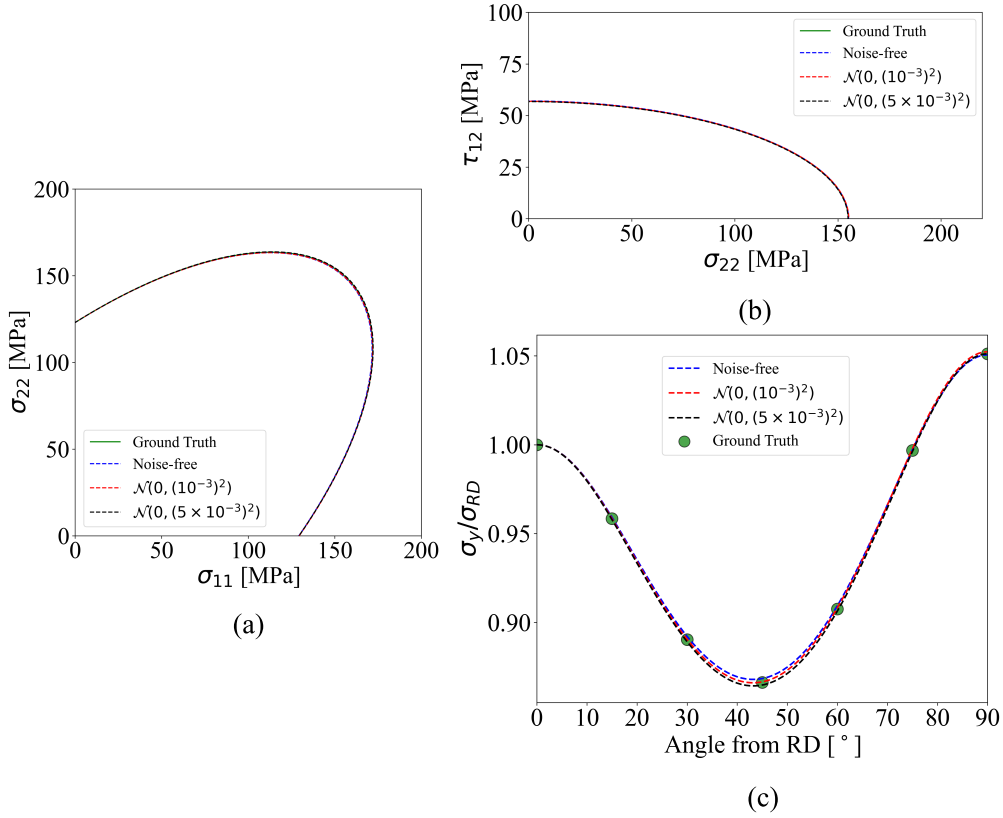 200
150
100
50
0
0
50
100
150
200
σ₂₂ [MPa]
σ₁₁ [MPa]
Ground Truth
Noise-free
𝒩(0, (10⁻³)²)
𝒩(0, (5 × 10⁻³)²)
(a)
100
75
50
25
0
0
50
100
150
200
τ₁₂ [MPa]
σ₂₂ [MPa]
Ground Truth
Noise-free
𝒩(0, (10⁻³)²)
𝒩(0, (5 × 10⁻³)²)
(b)
1.05
1.00
0.95
0.90
0
10
20
30
40
50
60
70
80
90
σ_y/σ_RD
Angle from RD [°]
Noise-free
𝒩(0, (10⁻³)²)
𝒩(0, (5 × 10⁻³)²)
Ground Truth
(c)